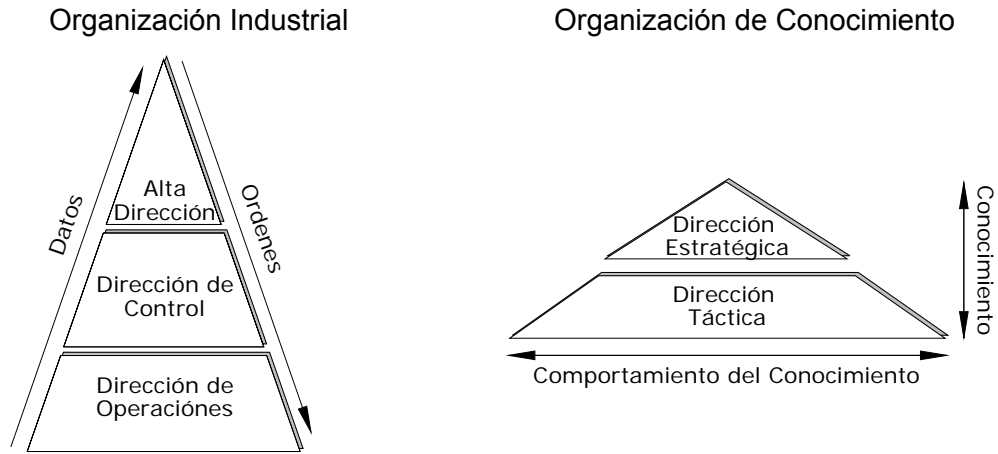 Organización Industrial
Datos
Ordenes
Alta
Dirección
Dirección de
Control
Dirección de
Operaciónes
Organización de Conocimiento
Dirección
Estratégica
Dirección
Táctica
Conocimiento
Comportamiento del Conocimiento